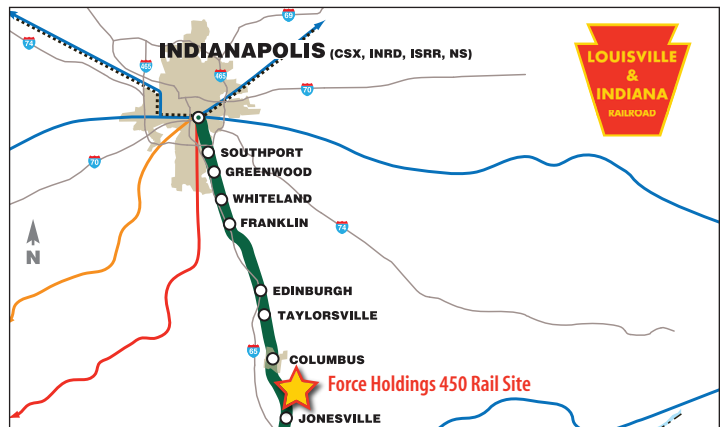 69
74
INDIANAPOLIS (CSX, INRD, ISRR, NS)
465
465
70
LOUISVILLE
&
INDIANA
RAILROAD
SOUTHPORT
70
GREENWOOD
WHITELAND
FRANKLIN
74
N
EDINBURGH
TAYLORSVILLE
65
COLUMBUS
Force Holdings 450 Rail Site
JONESVILLE